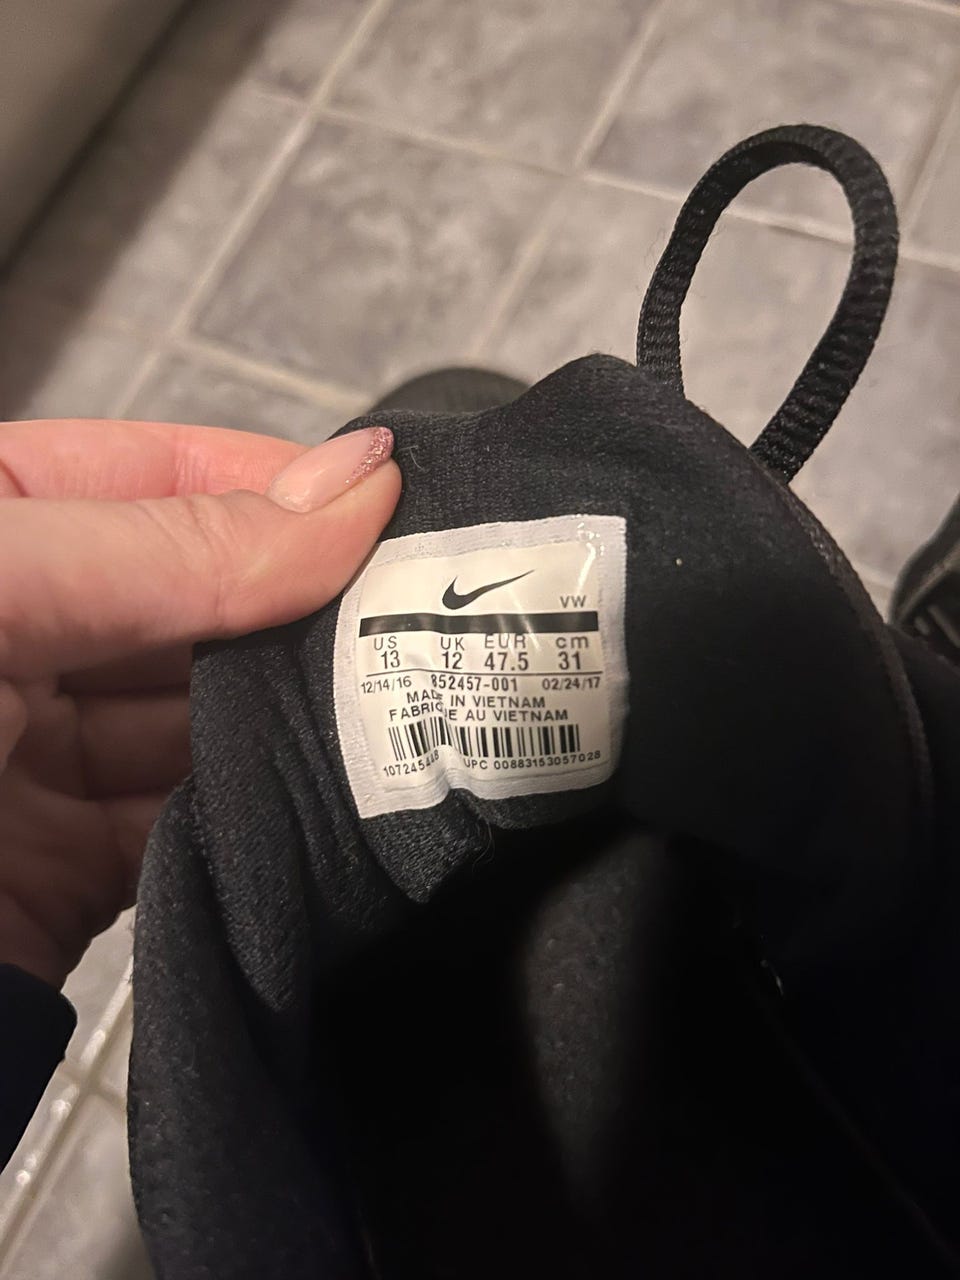 VW
US UK EUR cm
13 12 47.5 31
12/14/16 852457-001 02/24/17
MADE IN VIETNAM
FABRIQUE AU VIETNAM
UPC 00883153057028